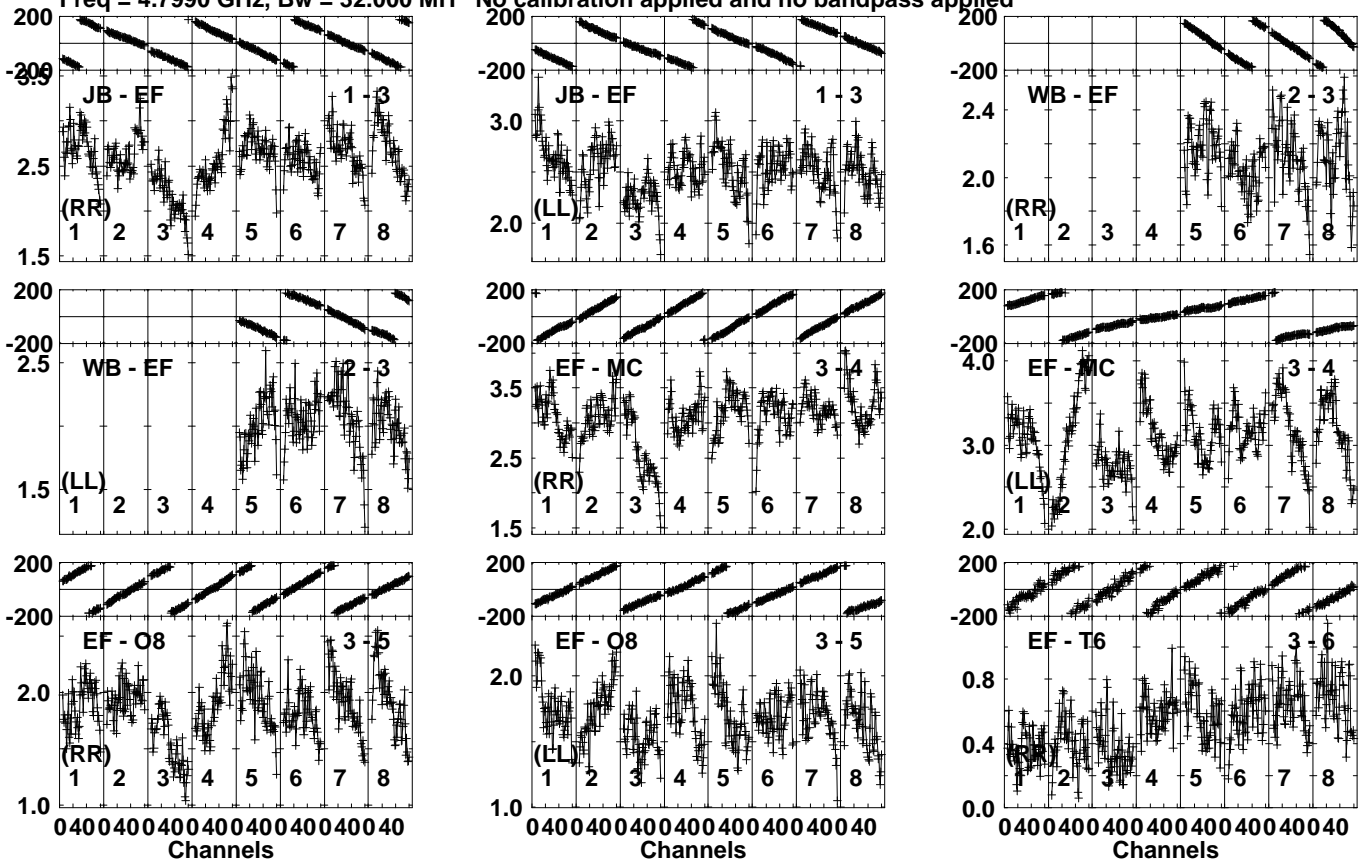 Freq = 4.7990 GHz, Bw = 32.000 MH No calibration applied and no bandpass applied
200 200 200
-200 -200 -200
3.5
JB - EF 1 - 3 JB - EF 1 - 3 WB - EF 2 - 3
3.0 2.6
2.5 2.2
2.0 2.0
(RR) (LL) (RR)
1 2 3 4 5 6 7 8 1 2 3 4 5 6 7 8 1 2 3 4 5 6 7 8
1.5 1.6
200 200 200
-200 -200 -200
2.5 WB - EF 2 - 3 EF - MC 3 - 4 4.0 EF - MC 3 - 4
3.5
3.0
1.5 2.5
(LL) (RR) (LL)
1 2 3 4 5 6 7 8 1 2 3 4 5 6 7 8 1 2 3 4 5 6 7 8
1.5 2.0
200 200 200
-200 -200 -200
EF - O8 3 - 5 EF - O8 3 - 5 EF - T6 3 - 6
2.0 2.0 0.8
0.4
(RR) (LL) (RR)
1 2 3 4 5 6 7 8 1 2 3 4 5 6 7 8 1 2 3 4 5 6 7 8
1.0 1.0 0.0
0 40 0 40 0 40 0 40 0 40 0 40 0 40 0 40 0 40 0 40 0 40 0 40 0 40 0 40 0 40 0 40 0 40 0 40 0 40 0 40 0 40 0 40 0 40 0 40
Channels Channels Channels